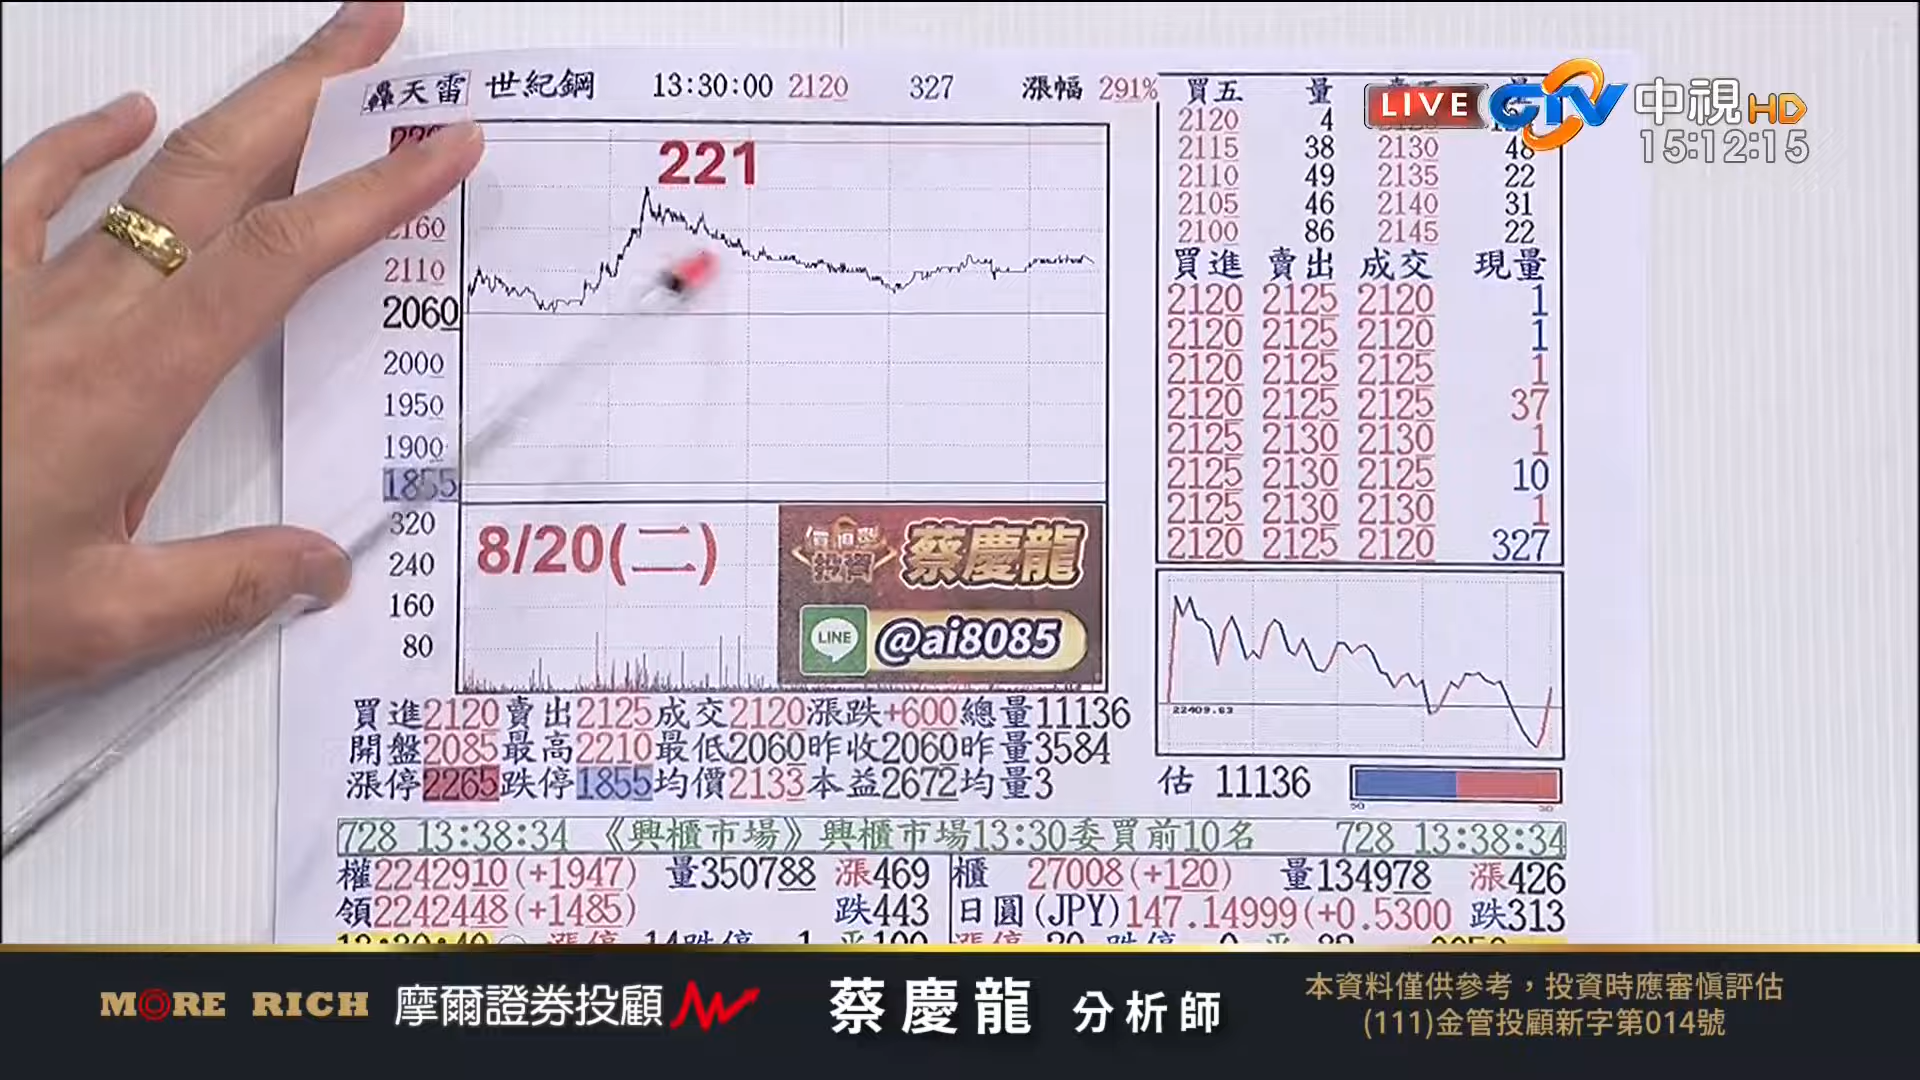 轟天雷 世紀鋼 13:30:00 2120 327 漲幅 291% 買五 量
LIVE CTV 中視HD
15:12:15
2120 4
2115 38 2130 48
2110 49 2135 22
2105 46 2140 31
2100 86 2145 22
買進 賣出 成交 現量
2120 2125 2120 1
2120 2125 2120 1
2120 2125 2125 1
2120 2125 2125 37
2125 2130 2130 1
2125 2130 2125 10
2125 2130 2130 1
2120 2125 2120 327
221
2160
2110
2060
2000
1950
1900
1855
320
240
160
80
8/20(二)
投資 蔡慶龍
LINE @ai8085
22409.63
買進2120賣出2125成交2120漲跌+600總量11136
開盤2085最高2210最低2060昨收2060昨量3584
漲停2265跌停1855均價2133本益2672均量3
估 11136
50 50
728 13:38:34 《興櫃市場》興櫃市場13:30委買前10名 728 13:38:34
權2242910(+1947) 量350788 漲469 櫃 27008(+120) 量134978 漲426
領2242448(+1485) 跌443 日圓(JPY)147.14999(+0.5300 跌313
MORE RICH 摩爾證券投顧 蔡慶龍 分析師
本資料僅供參考，投資時應審慎評估
(111)金管投顧新字第014號